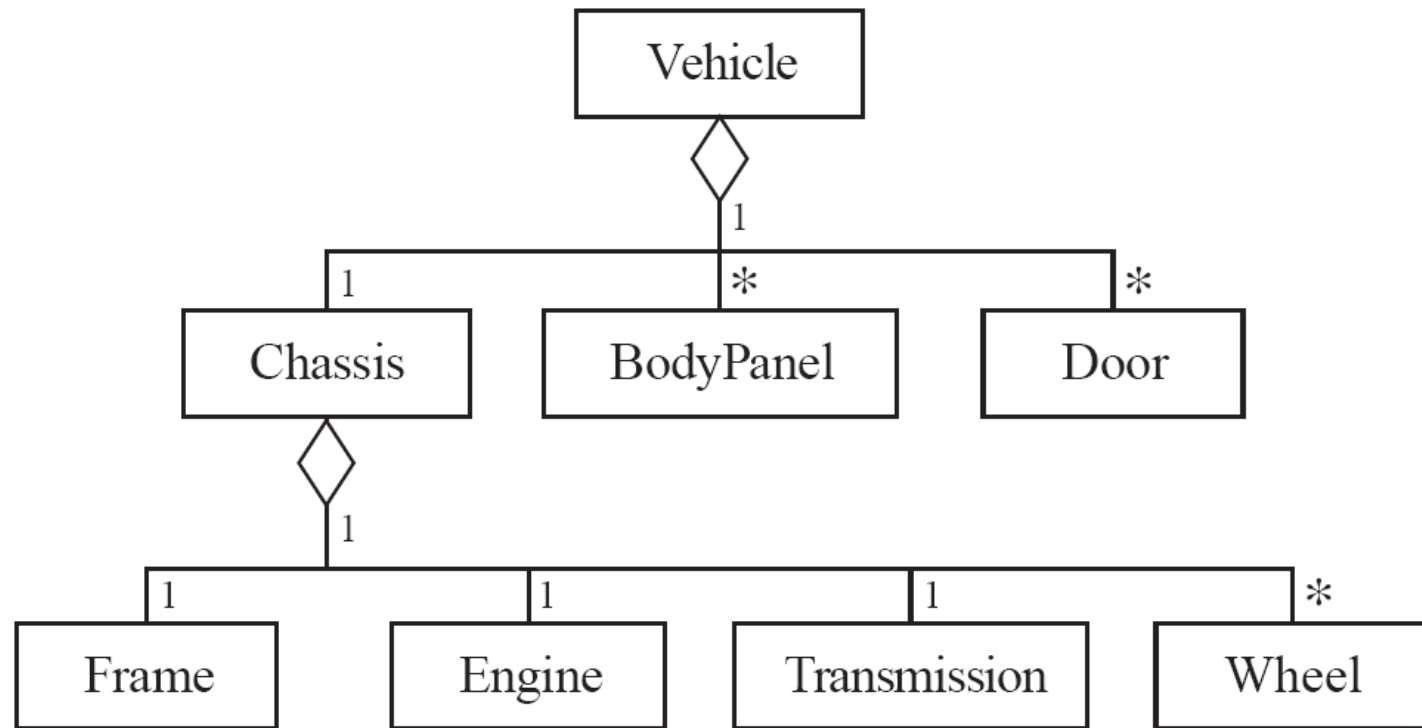 Vehicle
1
1
*
*
Chassis
BodyPanel
Door
1
1
1
1
*
Frame
Engine
Transmission
Wheel